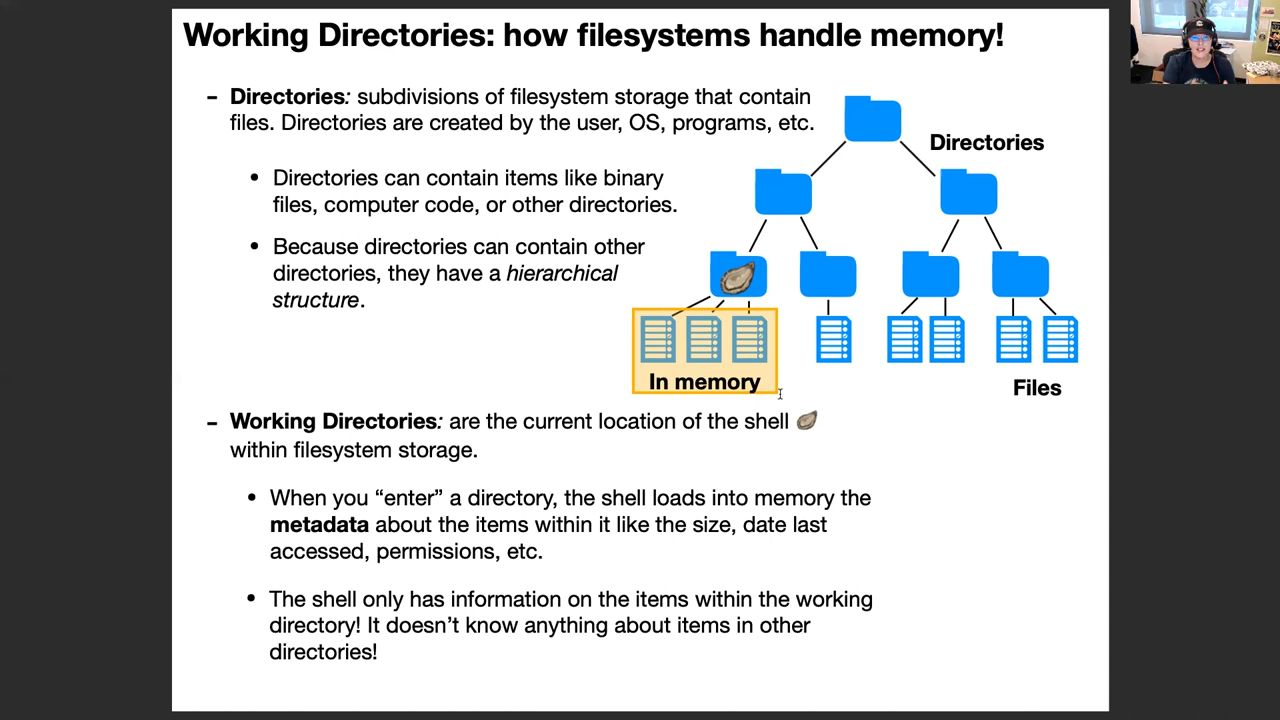 Working Directories: how filesystems handle memory!
- Directories: subdivisions of filesystem storage that contain
files. Directories are created by the user, OS, programs, etc.
• Directories can contain items like binary
files, computer code, or other directories.
• Because directories can contain other
directories, they have a hierarchical
structure.
Directories
In memory
Files
- Working Directories: are the current location of the shell
within filesystem storage.
• When you “enter” a directory, the shell loads into memory the
metadata about the items within it like the size, date last
accessed, permissions, etc.
• The shell only has information on the items within the working
directory! It doesn’t know anything about items in other
directories!